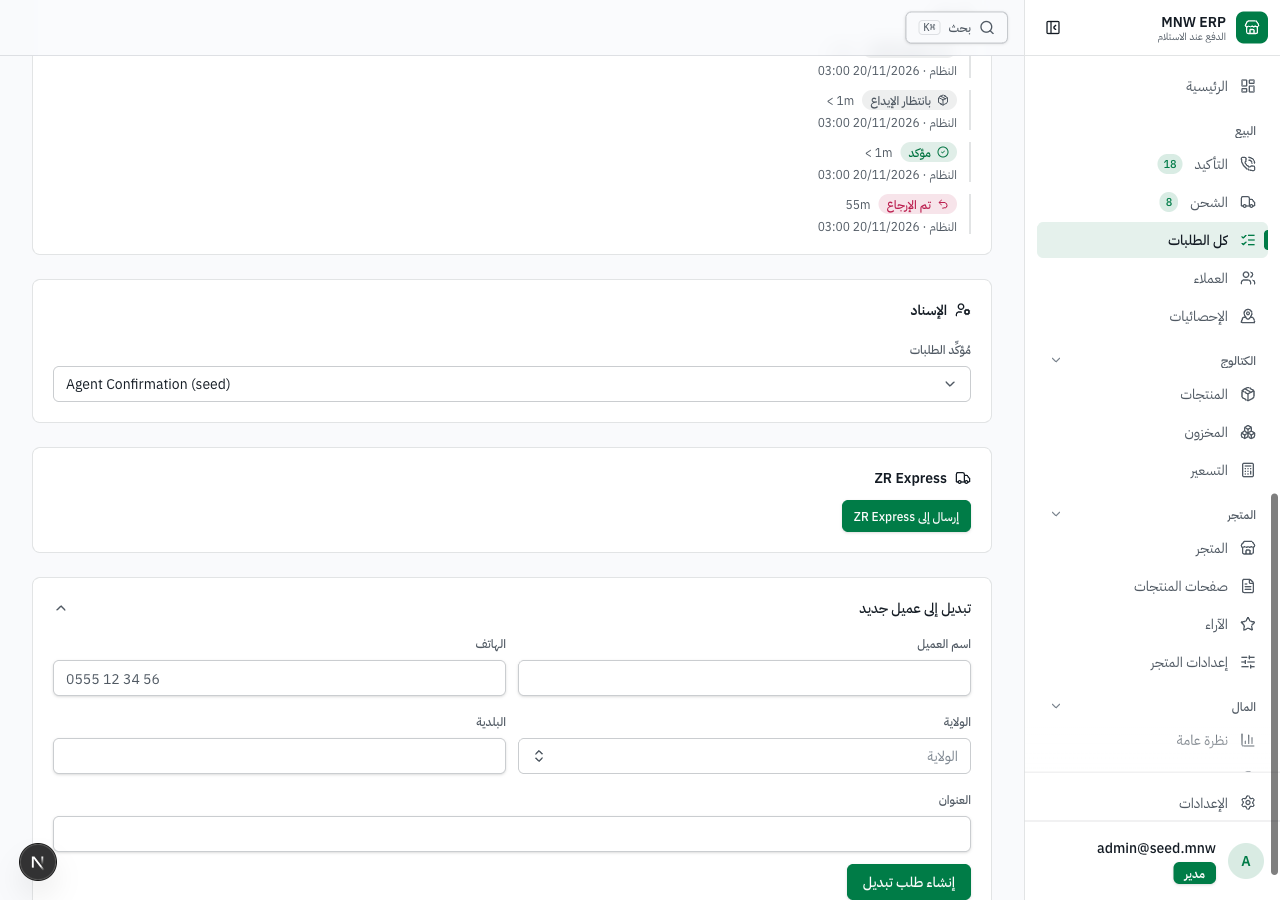 MNW ERP
الدفع عند الاستلام
بحث ⌘K
الرئيسية
البيع
التأكيد 18
الشحن 8
كل الطلبات
العملاء
الإحصائيات
الكتالوج
المنتجات
المخزون
التسعير
المتجر
المتجر
صفحات المنتجات
الآراء
إعدادات المتجر
المال
نظرة عامة
الإعدادات
admin@seed.mnw
مدير
A
النظام · 20/11/2026 03:00
بانتظار الإيداع < 1m
النظام · 20/11/2026 03:00
مؤكد < 1m
النظام · 20/11/2026 03:00
تم الإرجاع 55m
النظام · 20/11/2026 03:00
الإسناد
مُؤكِّد الطلبات
Agent Confirmation (seed)
ZR Express
إرسال إلى ZR Express
تبديل إلى عميل جديد
اسم العميل
الهاتف
0555 12 34 56
الولاية
البلدية
الولاية
العنوان
إنشاء طلب تبديل
N